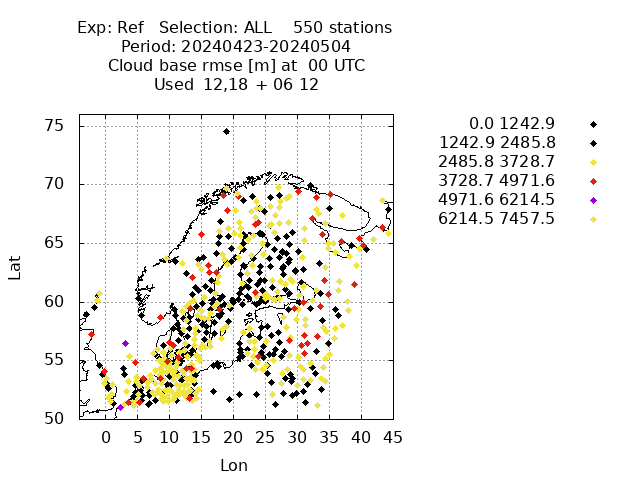 Exp: Ref   Selection: ALL    550 stations
Period: 20240423-20240504
Cloud base rmse [m] at  00 UTC
Used  12,18 + 06 12
0.0 1242.9
1242.9 2485.8
2485.8 3728.7
3728.7 4971.6
4971.6 6214.5
6214.5 7457.5
75
70
65
60
55
50
Lat
0 5 10 15 20 25 30 35 40 45
Lon